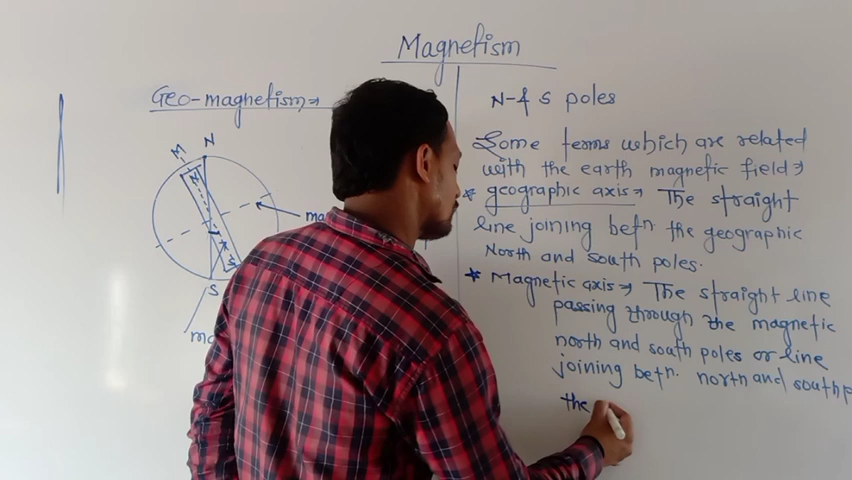 Magnetism
Geo-magnetism⇒
M N
N
S
S
N-& S poles
Some terms which are related
with the earth magnetic field⇒
* geographic axis⇒ The straight
line joining betn the geographic
North and south poles.
* Magnetic axis⇒ The straight line
passing through the magnetic
north and south poles or line
joining betn. north and south p
the